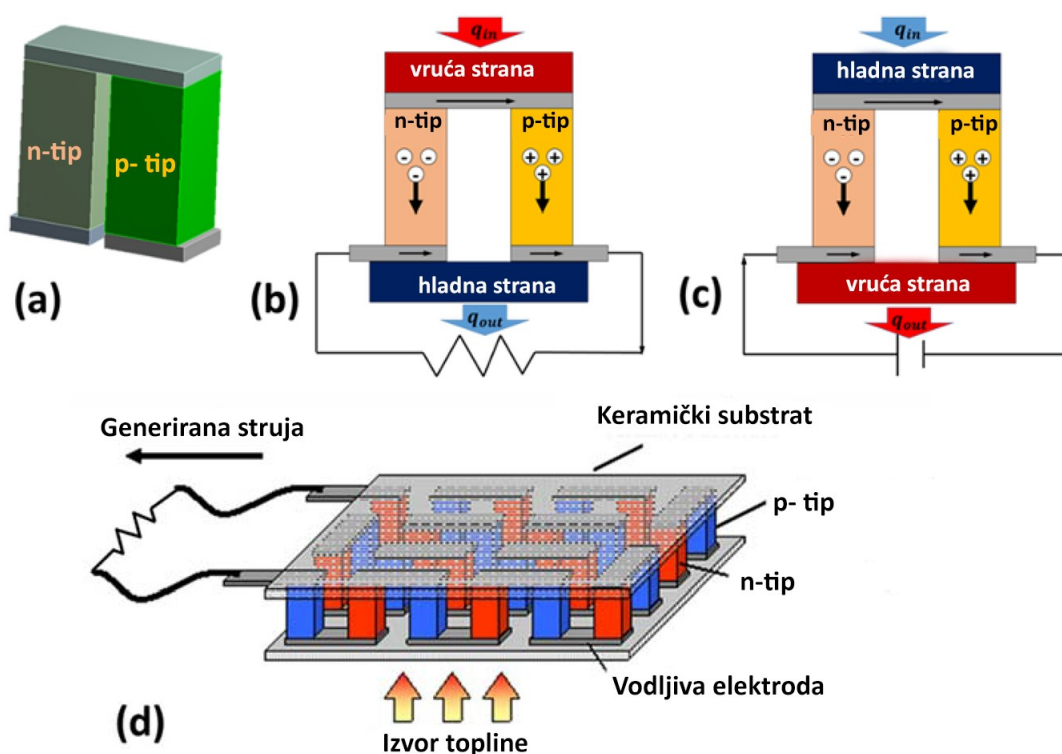 n-tip
p- tip
(a)
q_in
vruća strana
n-tip
p-tip
- - -
+ + +
hladna strana
q_out
(b)
q_in
hladna strana
n-tip
p-tip
- - -
+ + +
vruća strana
q_out
(c)
Generirana struja
Keramički substrat
p- tip
n-tip
Vodljiva elektroda
Izvor topline
(d)